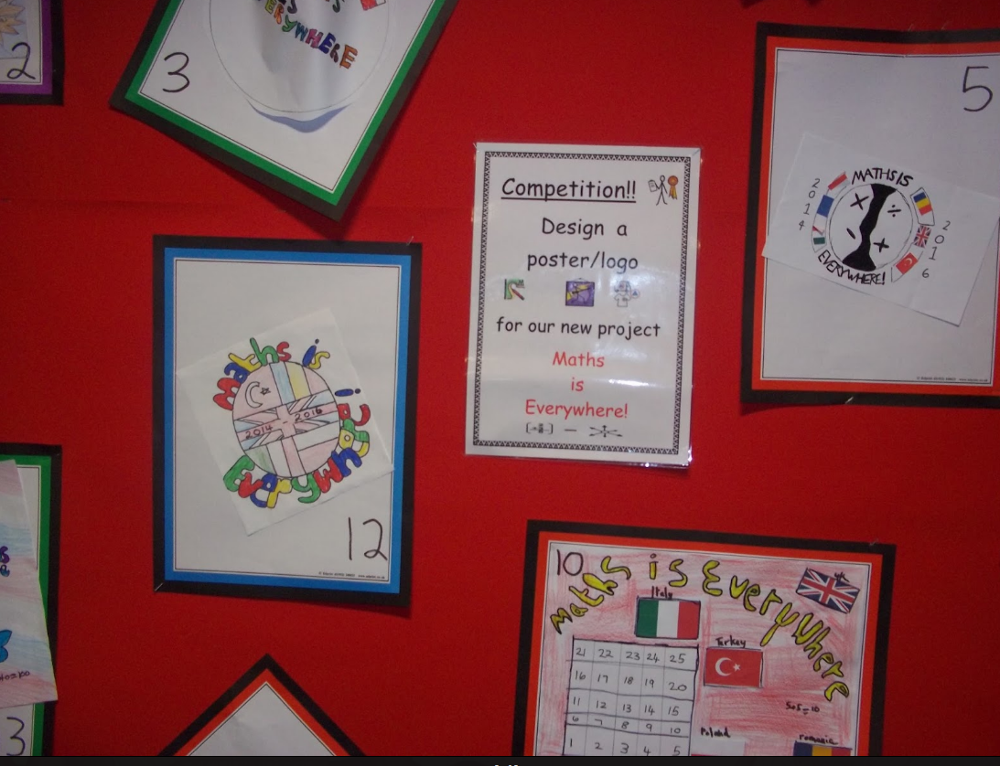 2
3
EVERYWHERE
5
MATHS IS
EVERYWHERE!
2014
2016
Competition!!
Design a
poster/logo
for our new project
Maths
is
Everywhere!
Maths is
2014 2016
Everywhere!
12
10
Maths is Everywhere
Italy
Turkey
21 22 23 24 25
16 17 18 19 20
11 12 13 14 15
6 7 8 9 10
1 2 3 4 5
5+5=10
Poland
romania
3